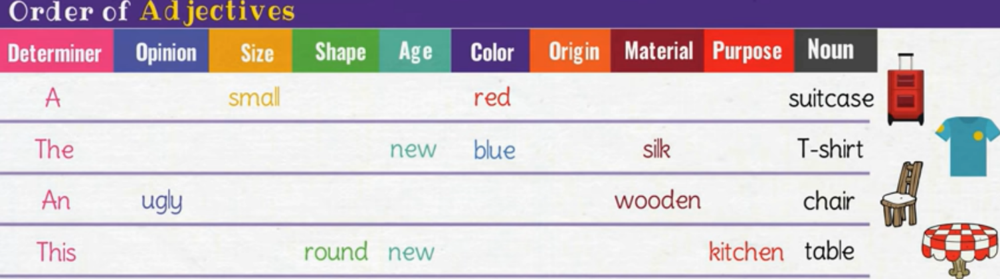 Order of Adjectives
Determiner Opinion Size Shape Age Color Origin Material Purpose Noun
A small red suitcase
The new blue silk T-shirt
An ugly wooden chair
This round new kitchen table